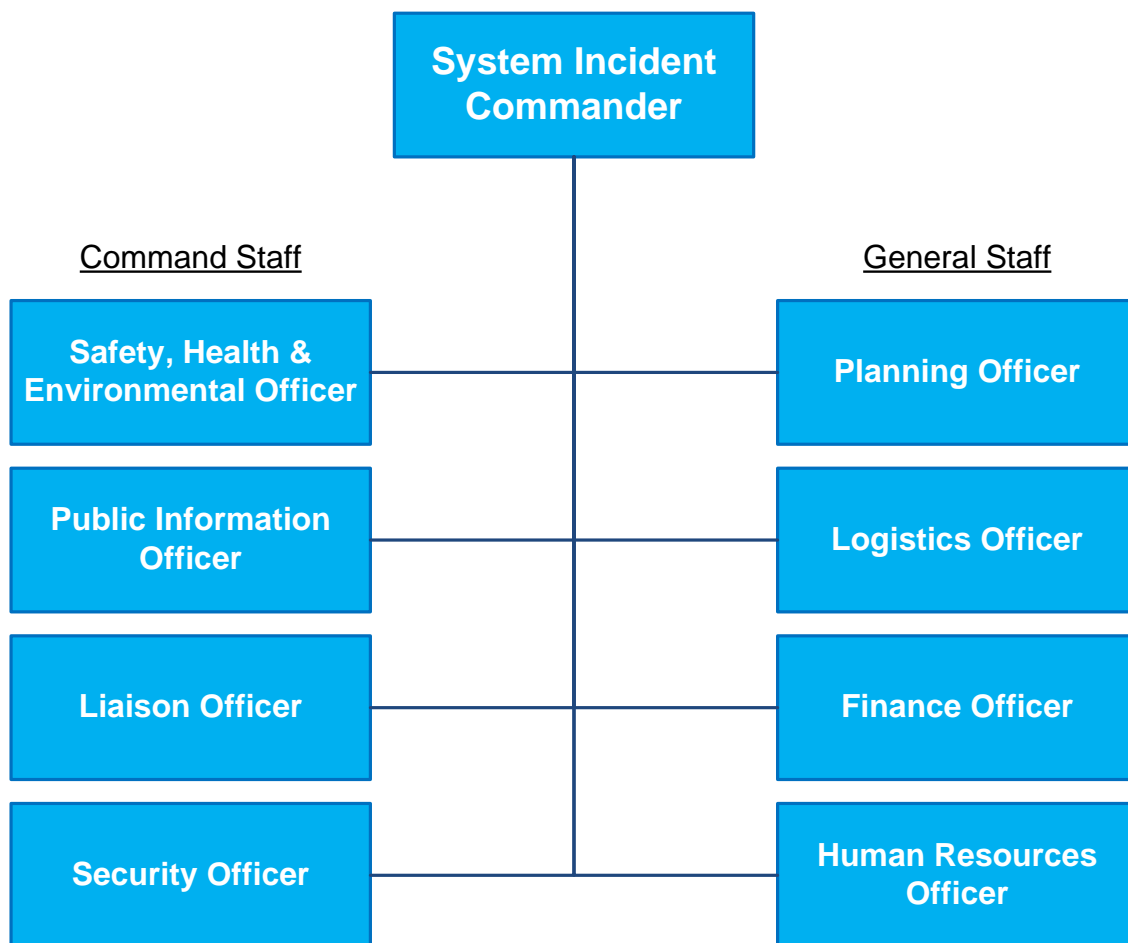 System Incident
Commander
Command Staff
General Staff
Safety, Health &
Environmental Officer
Planning Officer
Public Information
Officer
Logistics Officer
Liaison Officer
Finance Officer
Security Officer
Human Resources
Officer